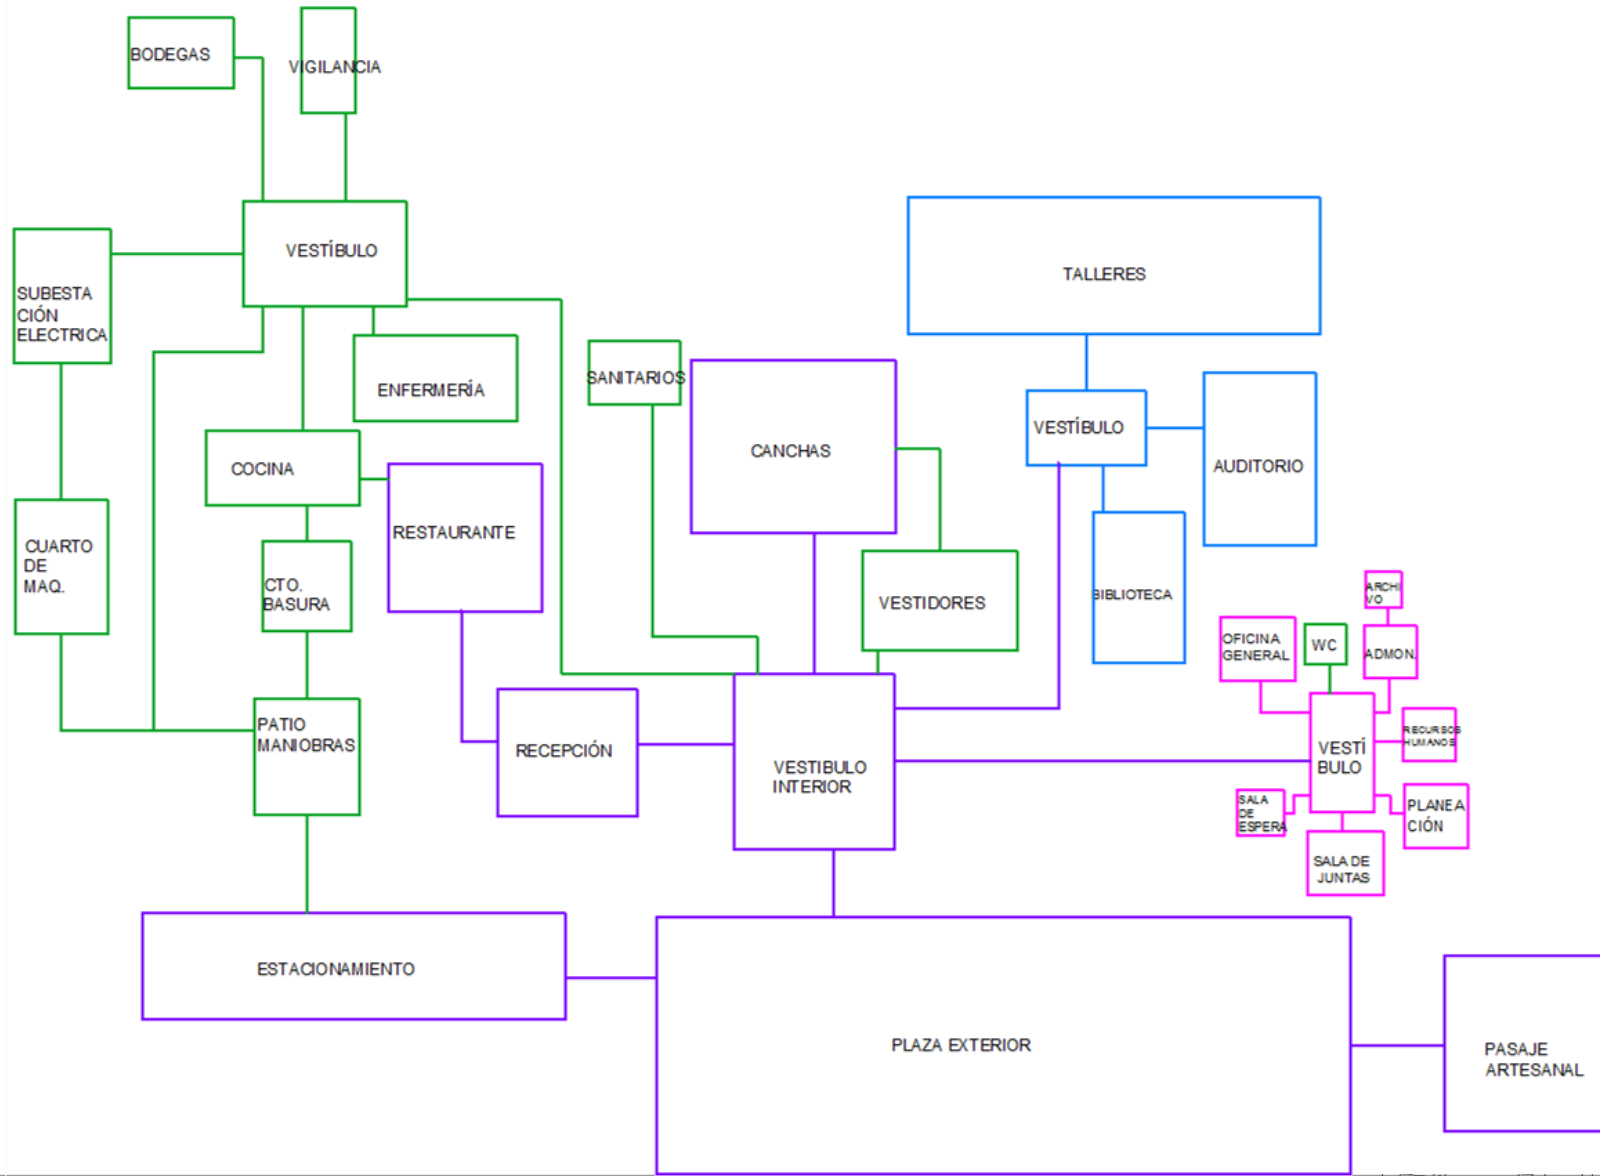 BODEGAS
VIGILANCIA
VESTÍBULO
SUBESTA
CIÓN
ELECTRICA
ENFERMERÍA
COCINA
RESTAURANTE
CUARTO
DE
MAQ.
CTO.
BASURA
PATIO
MANIOBRAS
RECEPCIÓN
SANITARIOS
CANCHAS
VESTIDORES
VESTIBULO
INTERIOR
TALLERES
VESTÍBULO
AUDITORIO
BIBLIOTECA
ARCHI
VO
OFICINA
GENERAL
WC
ADMON.
RECURSOS
HUMANOS
VESTÍ
BULO
SALA
DE
ESPERA
PLANEA
CIÓN
SALA DE
JUNTAS
ESTACIONAMIENTO
PLAZA EXTERIOR
PASAJE
ARTESANAL